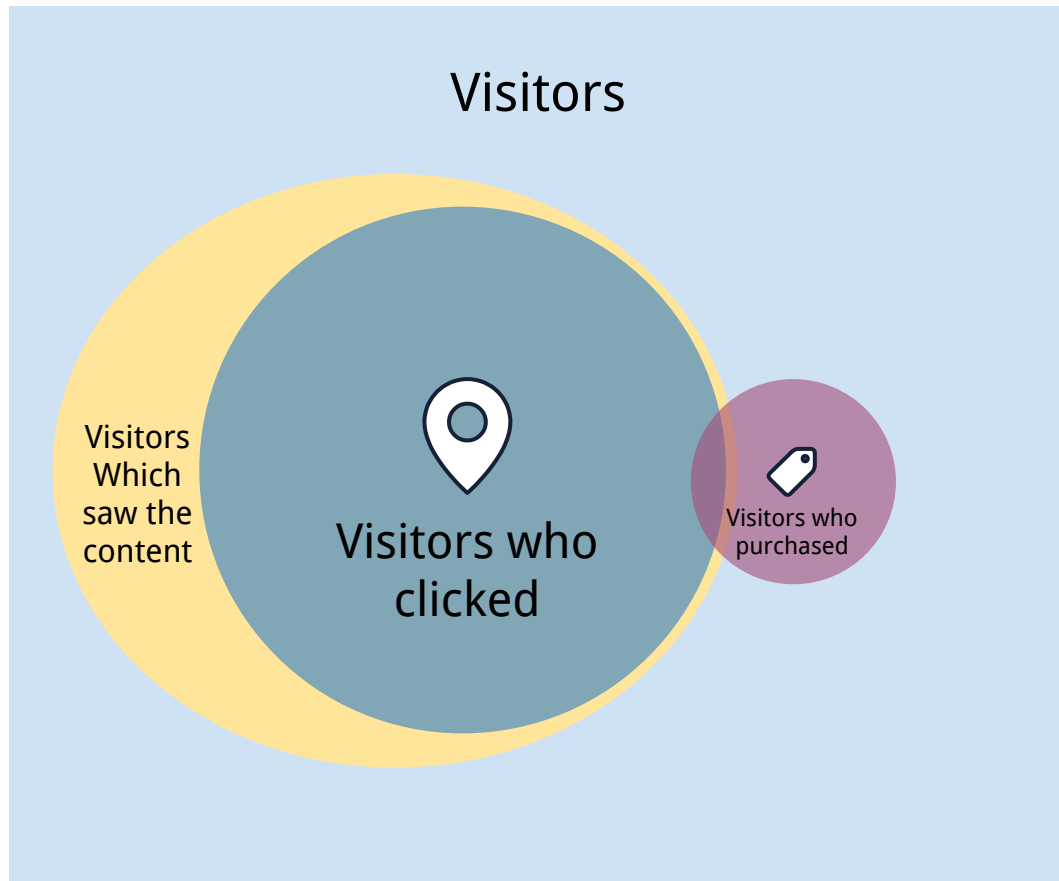 Visitors
Visitors
Which
saw the
content
Visitors who
clicked
Visitors who
purchased